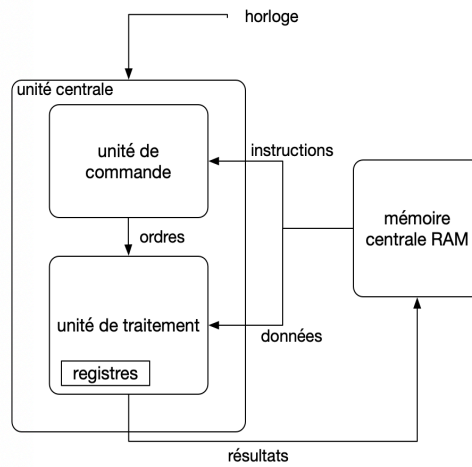 horloge
unité centrale
unité de
commande
instructions
ordres
mémoire
centrale RAM
unité de traitement
données
registres
résultats